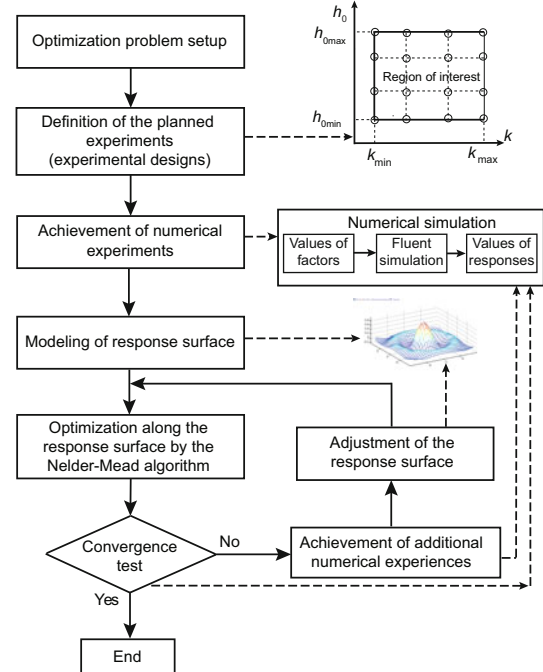 Optimization problem setup
h0
h0max
Region of interest
h0min
kmin
kmax
k
Definition of the planned
experiments
(experimental designs)
Achievement of numerical
experiments
Numerical simulation
Values of
factors
Fluent
simulation
Values of
responses
Modeling of response surface
Optimization along the
response surface by the
Nelder-Mead algorithm
Adjustment of the
response surface
Convergence
test
No
Achievement of additional
numerical experiences
Yes
End